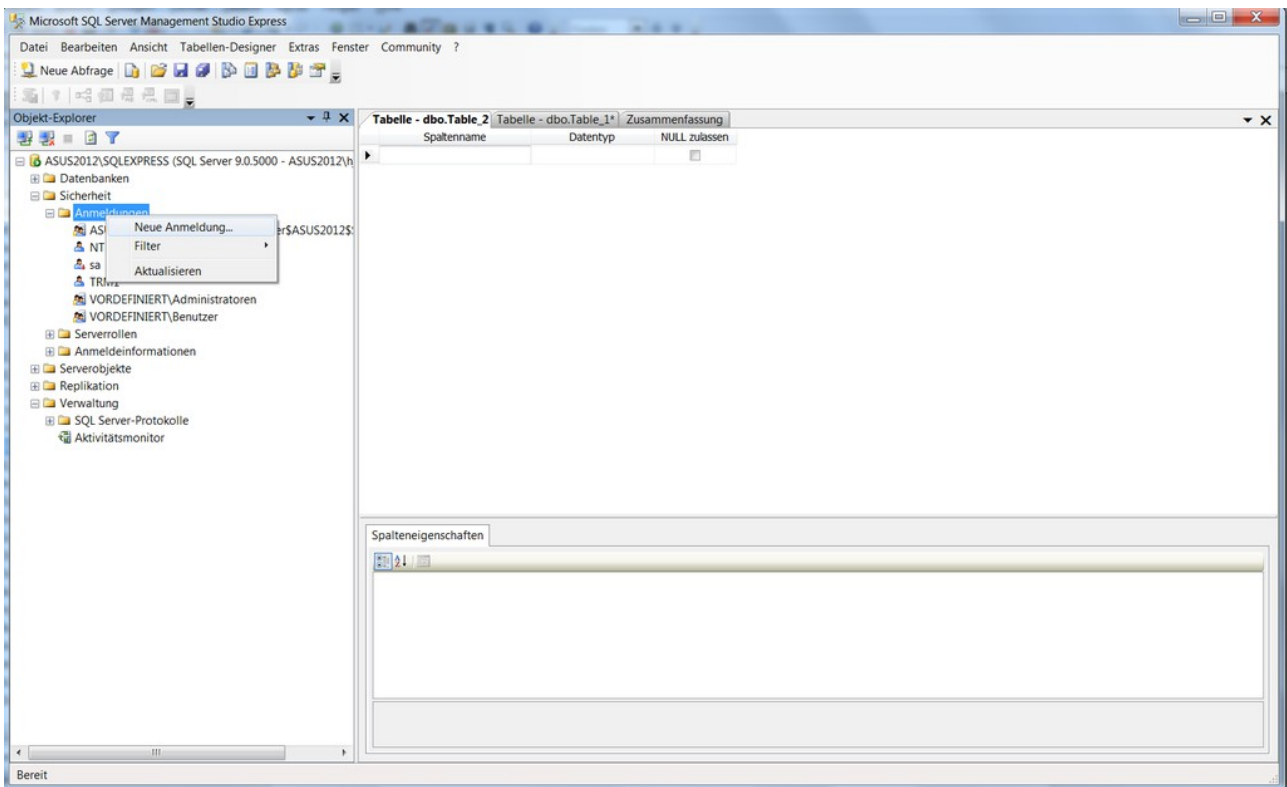 Microsoft SQL Server Management Studio Express
Datei Bearbeiten Ansicht Tabellen-Designer Extras Fenster Community ?
Neue Abfrage
Objekt-Explorer
Tabelle - dbo.Table_2 Tabelle - dbo.Table_1* Zusammenfassung
Spaltenname Datentyp NULL zulassen
ASUS2012\SQLEXPRESS (SQL Server 9.0.5000 - ASUS2012\h
Datenbanken
Sicherheit
Anmeldungen
Neue Anmeldung...
Filter
Aktualisieren
er$ASUS2012$
NT
sa
TRM1
VORDEFINIERT\Administratoren
VORDEFINIERT\Benutzer
Serverrollen
Anmeldeinformationen
Serverobjekte
Replikation
Verwaltung
SQL Server-Protokolle
Aktivitätsmonitor
Spalteneigenschaften
Bereit